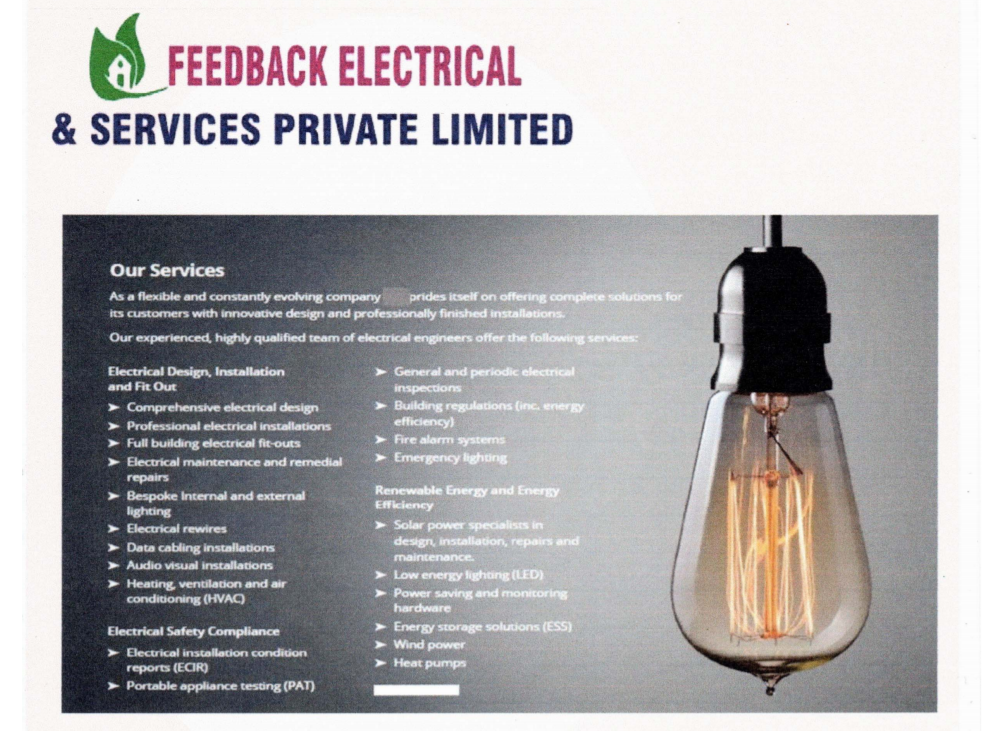 FEEDBACK ELECTRICAL
& SERVICES PRIVATE LIMITED
Our Services
As a flexible and constantly evolving company prides itself on offering complete solutions for
its customers with innovative design and professionally finished installations.
Our experienced, highly qualified team of electrical engineers offer the following services:
Electrical Design, Installation
and Fit Out
➤ Comprehensive electrical design
➤ Professional electrical installations
➤ Full building electrical fit-outs
➤ Electrical maintenance and remedial
repairs
➤ Bespoke Internal and external
lighting
➤ Electrical rewires
➤ Data cabling installations
➤ Audio visual installations
➤ Heating, ventilation and air
conditioning (HVAC)
Electrical Safety Compliance
➤ Electrical installation condition
reports (ECIR)
➤ Portable appliance testing (PAT)
➤ General and periodic electrical
inspections
➤ Building regulations (inc. energy
efficiency)
➤ Fire alarm systems
➤ Emergency lighting
Renewable Energy and Energy
Efficiency
➤ Solar power specialists in
design, installation, repairs and
maintenance.
➤ Low energy lighting (LED)
➤ Power saving and monitoring
hardware
➤ Energy storage solutions (ESS)
➤ Wind power
➤ Heat pumps